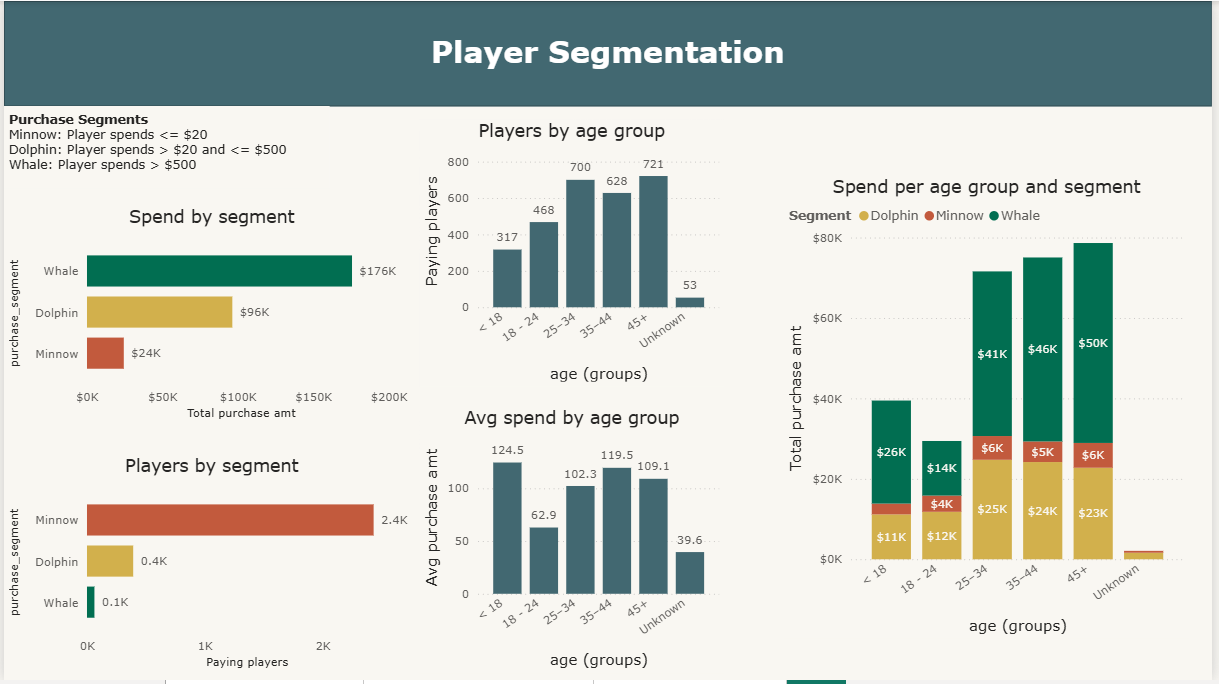 Player Segmentation
Purchase Segments
Minnow: Player spends <= $20
Dolphin: Player spends > $20 and <= $500
Whale: Player spends > $500
Spend by segment
purchase_segment
Whale
$176K
Dolphin
$96K
Minnow
$24K
$0K $50K $100K $150K $200K
Total purchase amt
Players by segment
purchase_segment
Minnow
2.4K
Dolphin
0.4K
Whale
0.1K
0K 1K 2K
Paying players
Players by age group
Paying players
800
600
400
200
0
317 468 700 628 721 53
< 18 18 - 24 25–34 35–44 45+ Unknown
age (groups)
Avg spend by age group
Avg purchase amt
100
50
0
124.5 62.9 102.3 119.5 109.1 39.6
< 18 18 - 24 25–34 35–44 45+ Unknown
age (groups)
Spend per age group and segment
Segment Dolphin Minnow Whale
Total purchase amt
$80K
$60K
$40K
$20K
$0K
$26K $14K $41K $46K $50K
$4K $6K $5K $6K
$11K $12K $25K $24K $23K
< 18 18 - 24 25–34 35–44 45+ Unknown
age (groups)